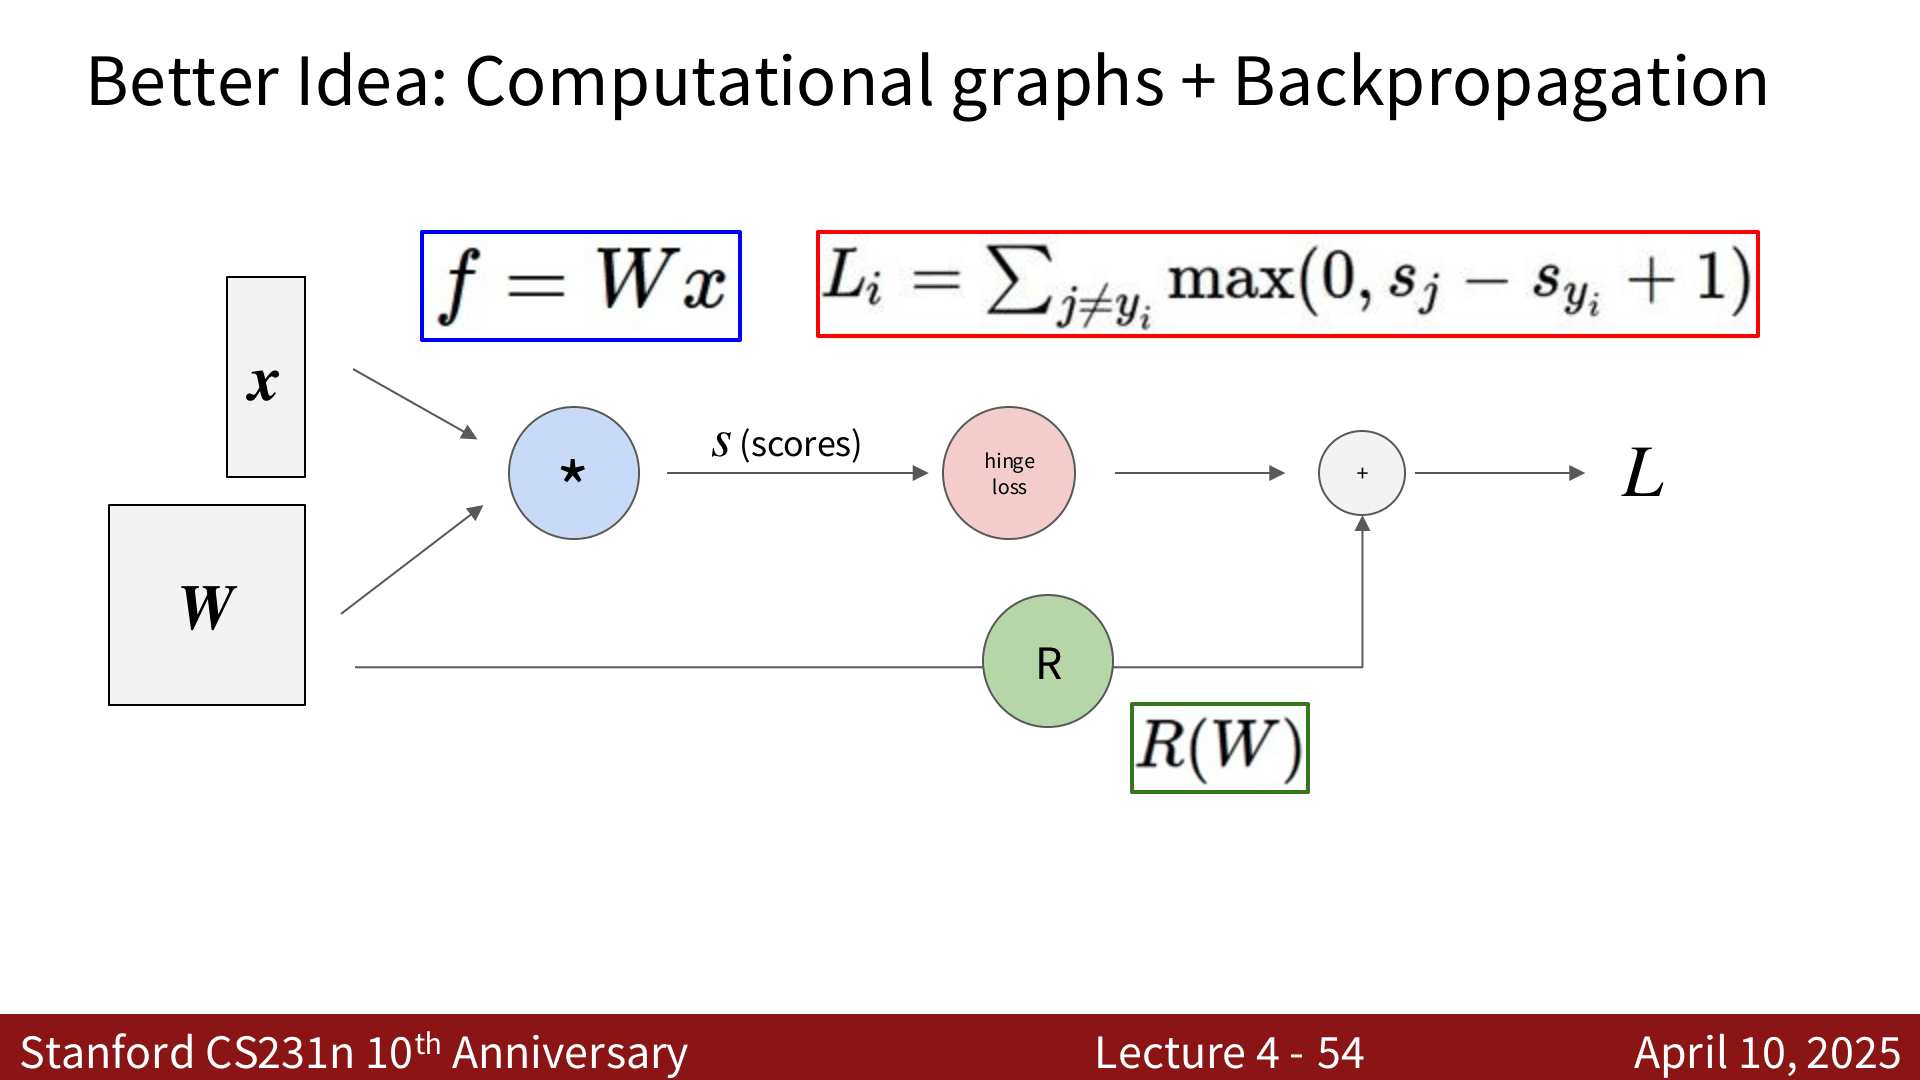 Better Idea: Computational graphs + Backpropagation
f = Wx
L_i = ∑_{j≠y_i} max(0, s_j − s_{y_i} + 1)
x
*
s (scores)
hinge
loss
+
L
W
R
R(W)
Stanford CS231n 10th Anniversary
Lecture 4 - 54
April 10, 2025